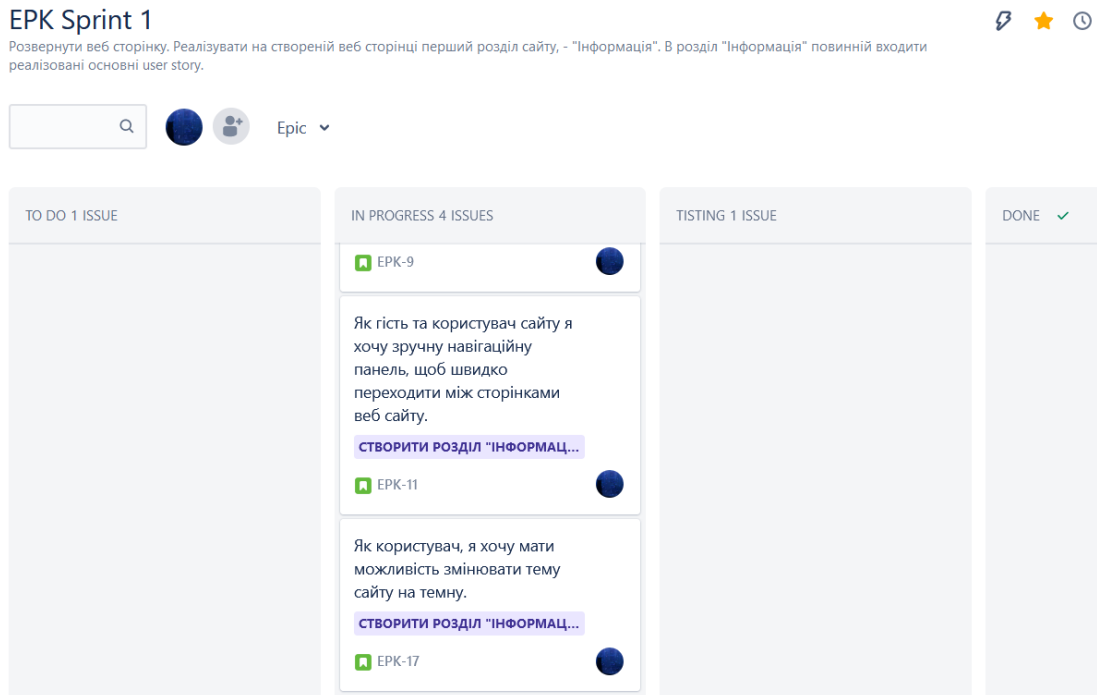 EPK Sprint 1
Розвернути веб сторінку. Реалізувати на створеній веб сторінці перший розділ сайту, - "Інформація". В розділ "Інформація" повинній входити
реалізовані основні user story.
Epic
TO DO 1 ISSUE
IN PROGRESS 4 ISSUES
TISTING 1 ISSUE
DONE
EPK-9
Як гість та користувач сайту я
хочу зручну навігаційну
панель, щоб швидко
переходити між сторінками
веб сайту.
СТВОРИТИ РОЗДІЛ "ІНФОРМАЦ...
EPK-11
Як користувач, я хочу мати
можливість змінювати тему
сайту на темну.
СТВОРИТИ РОЗДІЛ "ІНФОРМАЦ...
EPK-17